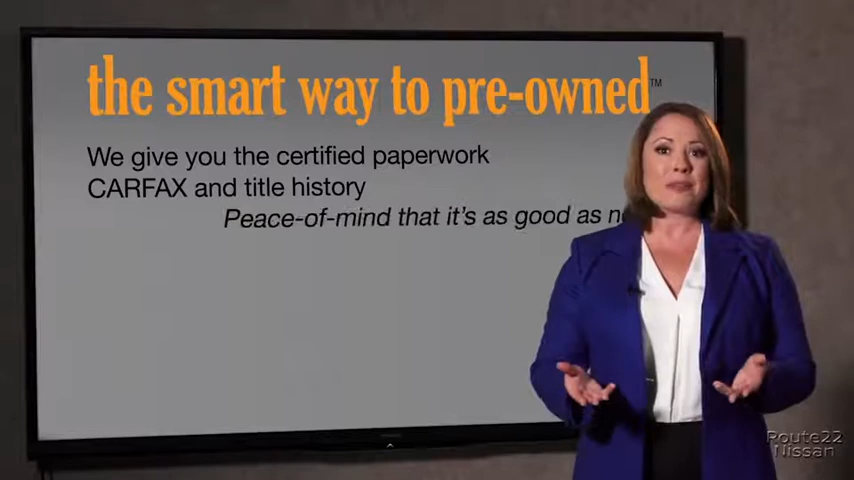 the smart way to pre-owned™
We give you the certified paperwork
CARFAX and title history
Peace-of-mind that it's as good as
Route22
Nissan